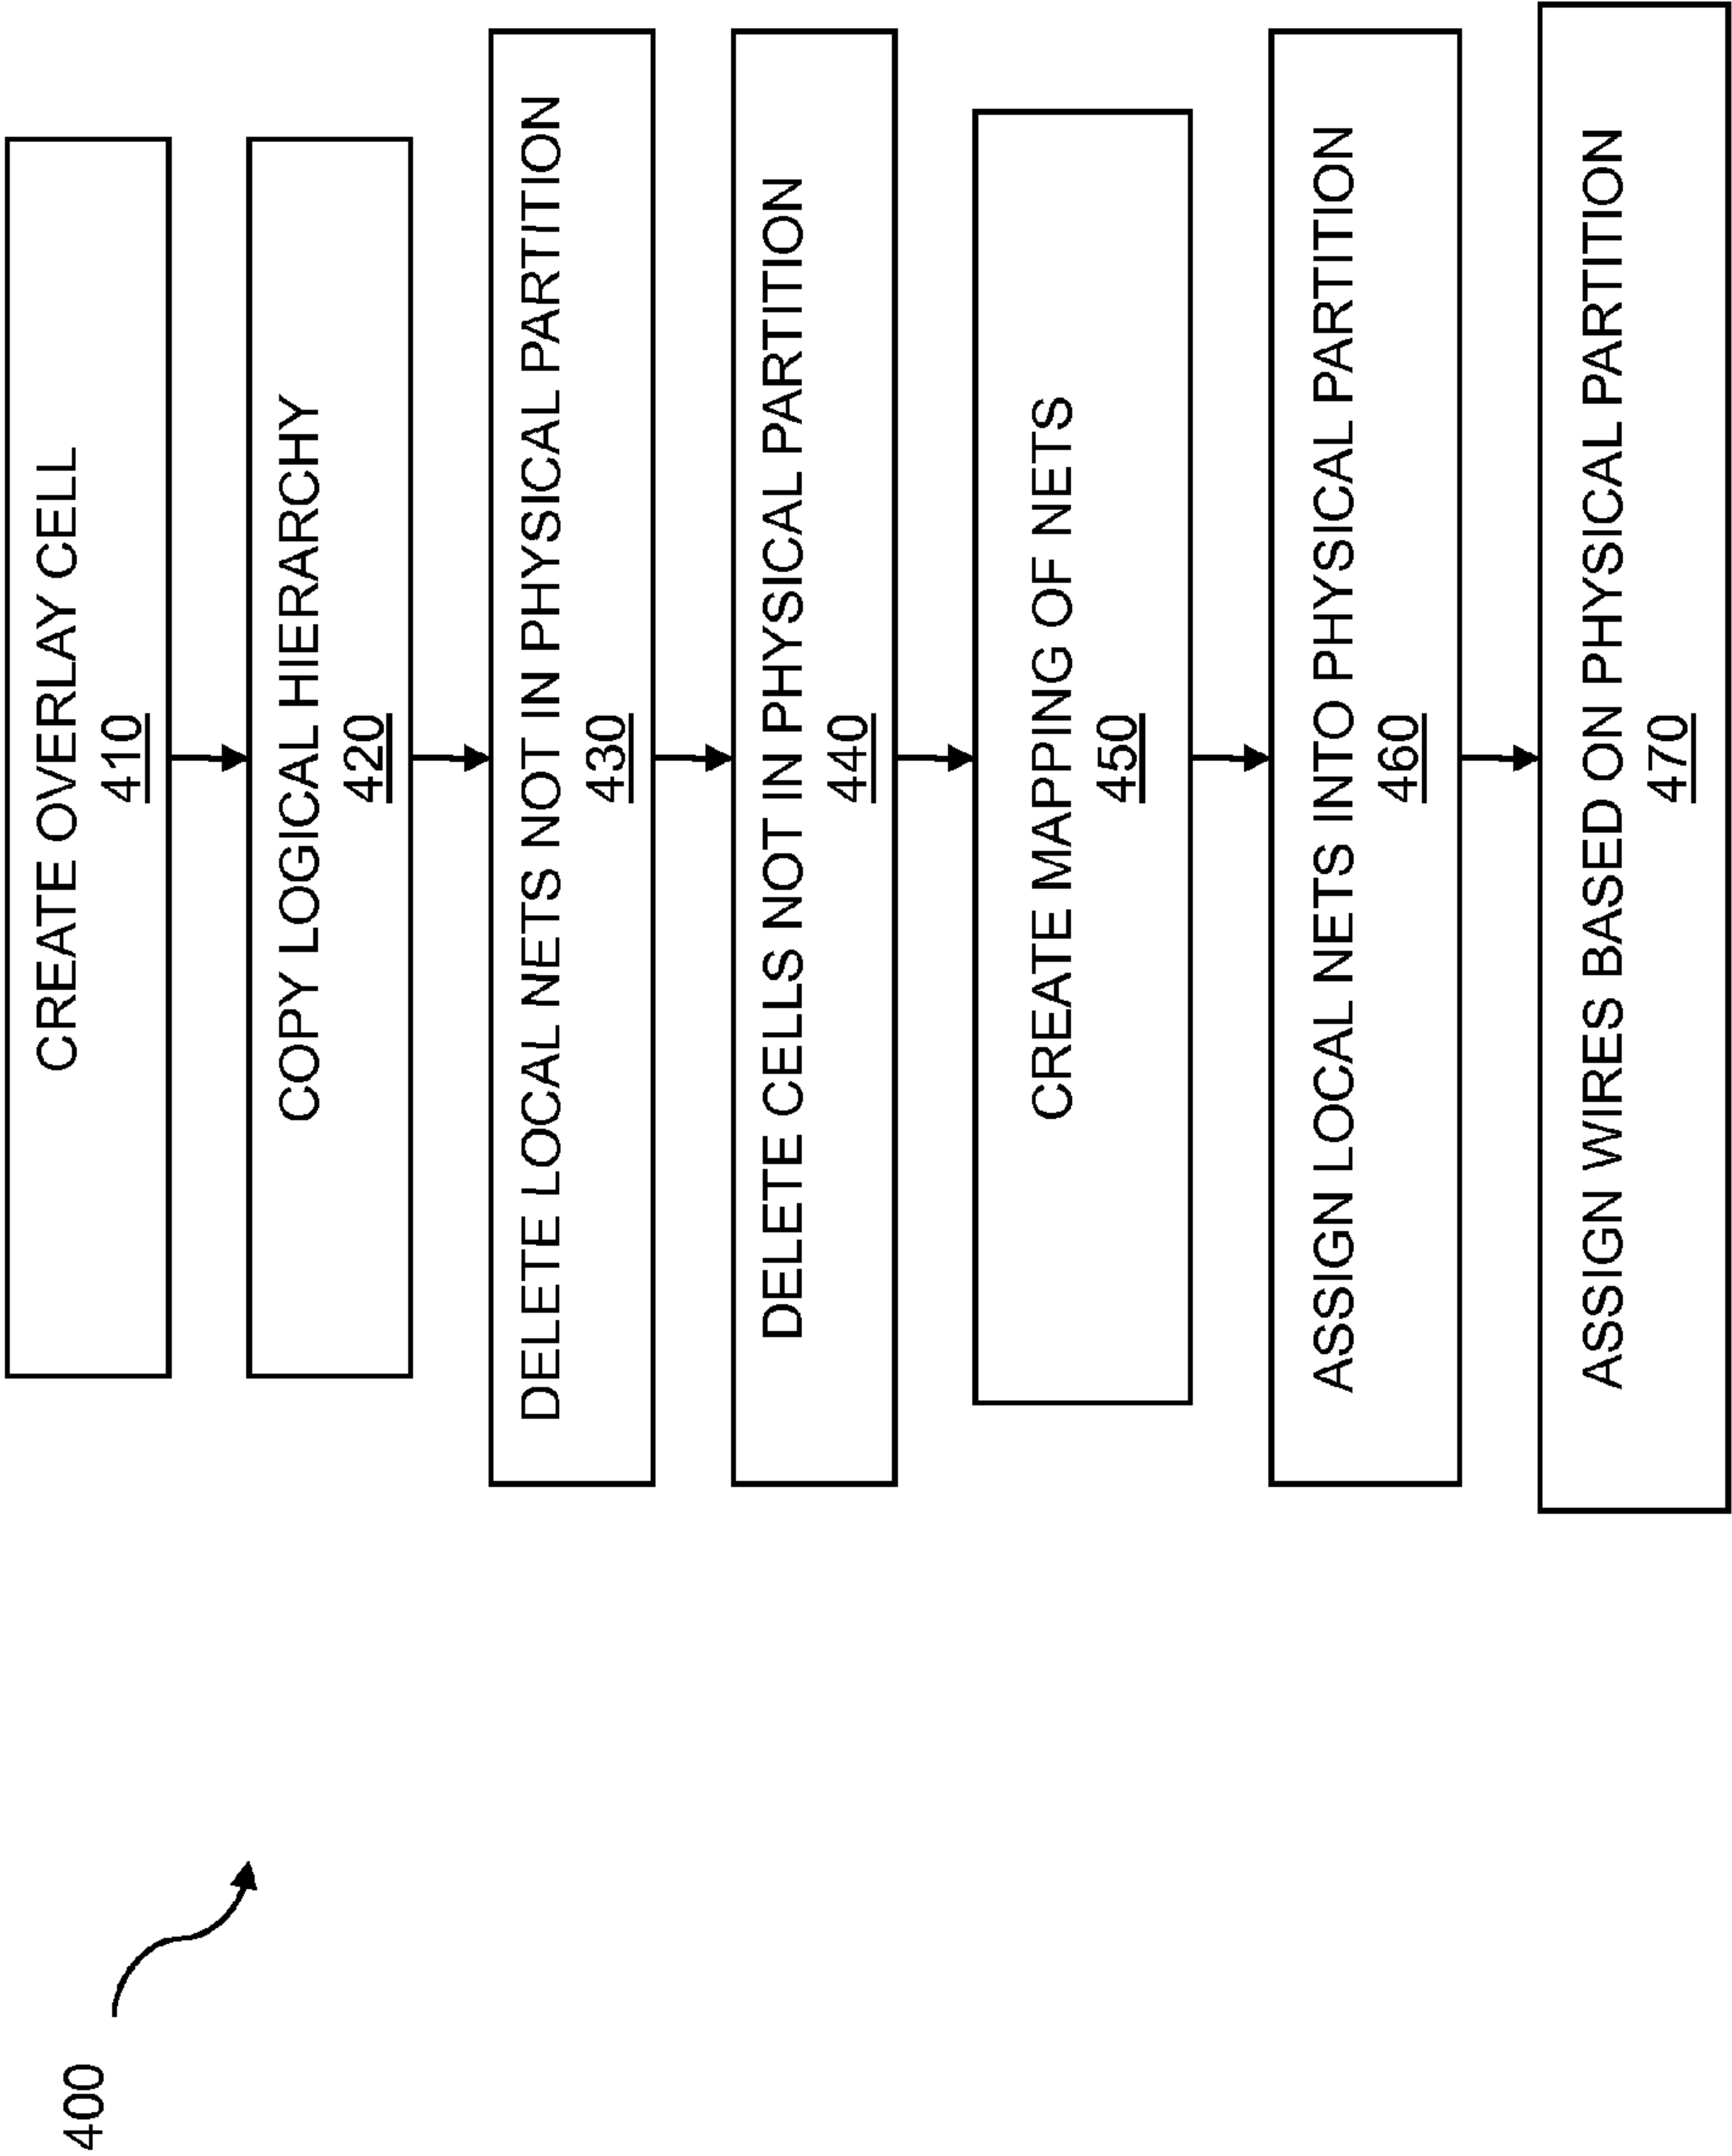 400
CREATE OVERLAY CELL
410
COPY LOGICAL HIERARCHY
420
DELETE LOCAL NETS NOT IN PHYSICAL PARTITION
430
DELETE CELLS NOT IN PHYSICAL PARTITION
440
CREATE MAPPING OF NETS
450
ASSIGN LOCAL NETS INTO PHYSICAL PARTITION
460
ASSIGN WIRES BASED ON PHYSICAL PARTITION
470